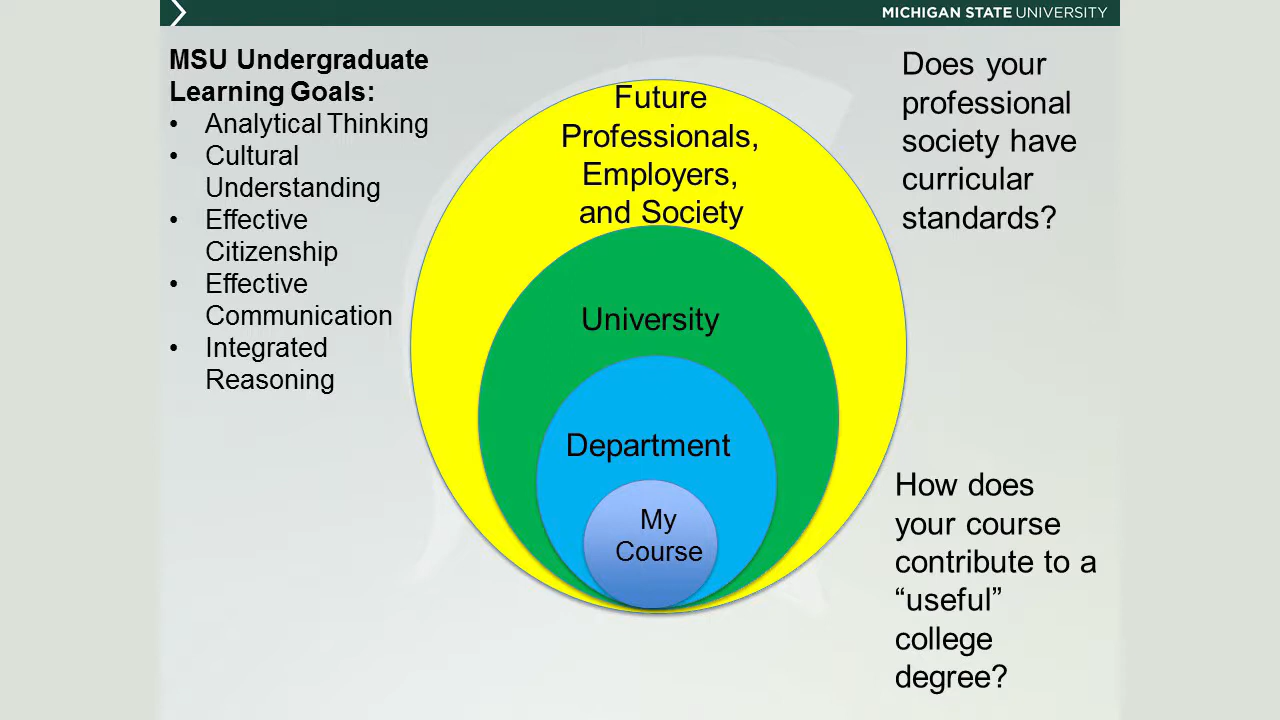 MICHIGAN STATE UNIVERSITY
MSU Undergraduate
Learning Goals:
• Analytical Thinking
• Cultural
Understanding
• Effective
Citizenship
• Effective
Communication
• Integrated
Reasoning
Future
Professionals,
Employers,
and Society
University
Department
My
Course
Does your
professional
society have
curricular
standards?
How does
your course
contribute to a
“useful”
college
degree?